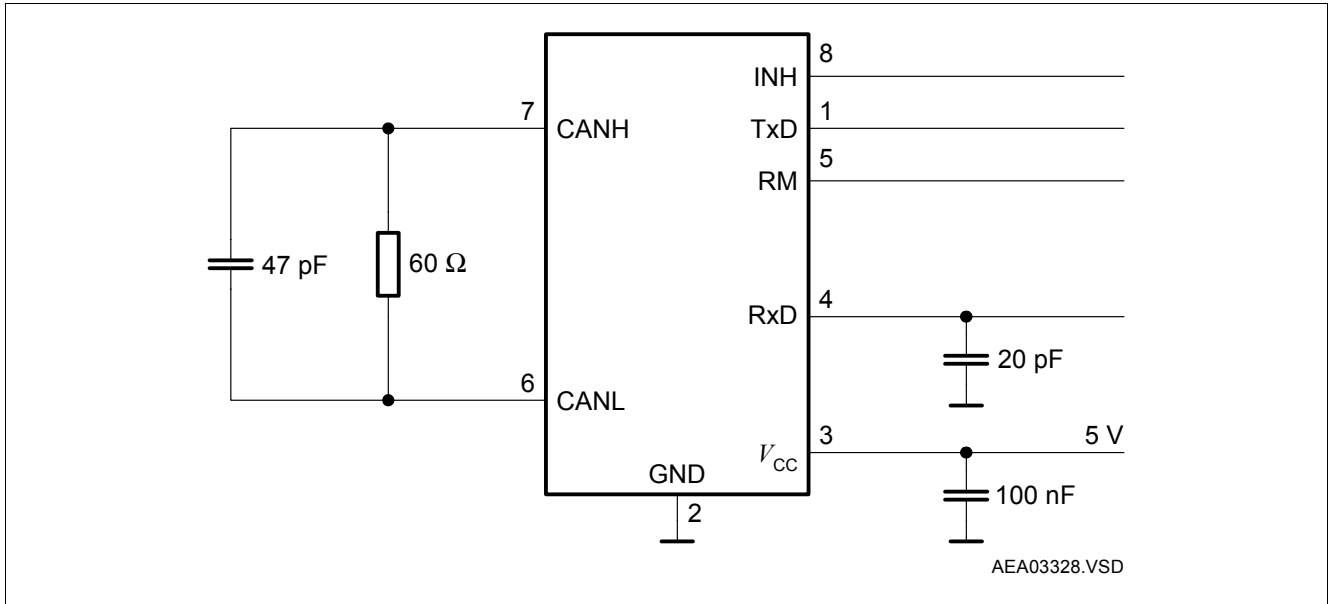 8
INH
7
1
CANH
TxD
5
RM
47 pF
60 Ω
4
RxD
20 pF
6
CANL
3
5 V
VCC
GND
100 nF
2
AEA03328.VSD